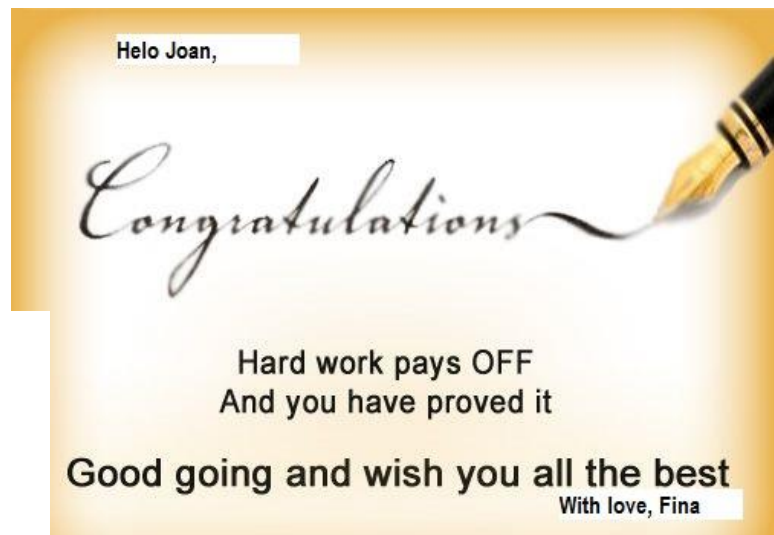 Helo Joan,
Congratulations
Hard work pays OFF
And you have proved it
Good going and wish you all the best
With love, Fina